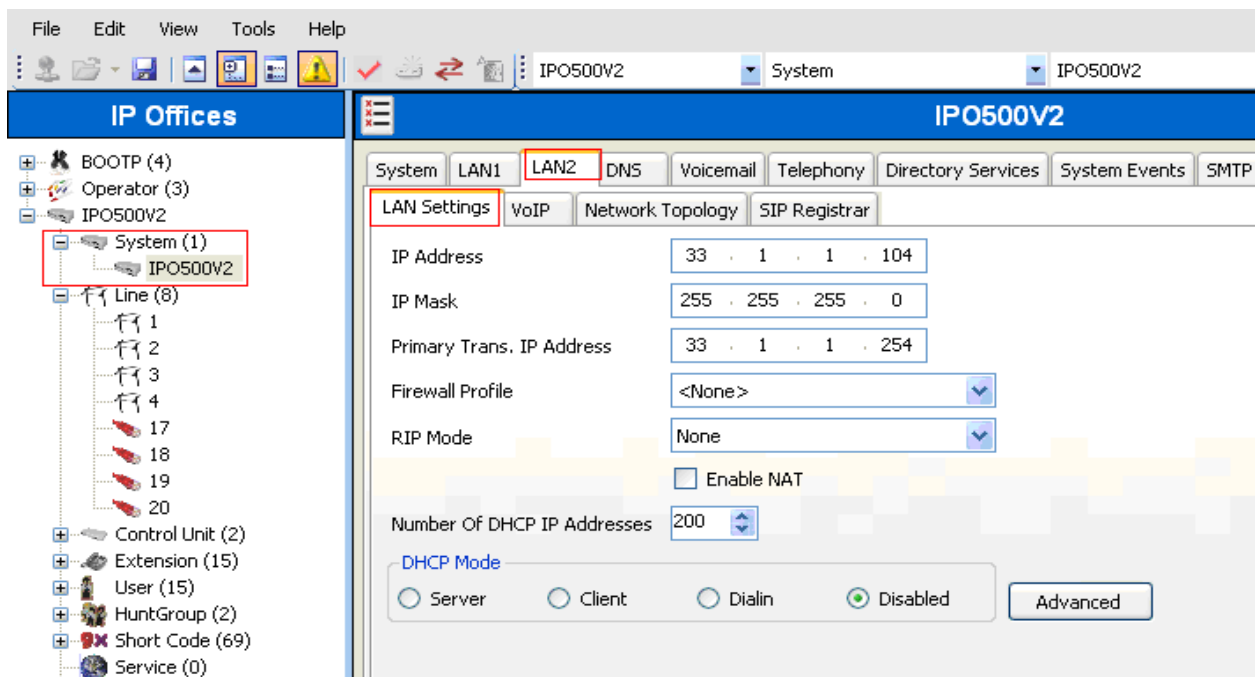 File Edit View Tools Help
IPO500V2 System IPO500V2
IP Offices
BOOTP (4)
Operator (3)
IPO500V2
System (1)
IPO500V2
Line (8)
1
2
3
4
17
18
19
20
Control Unit (2)
Extension (15)
User (15)
HuntGroup (2)
Short Code (69)
Service (0)
IPO500V2
System LAN1 LAN2 DNS Voicemail Telephony Directory Services System Events SMTP
LAN Settings VoIP Network Topology SIP Registrar
IP Address 33 . 1 . 1 . 104
IP Mask 255 . 255 . 255 . 0
Primary Trans. IP Address 33 . 1 . 1 . 254
Firewall Profile <None>
RIP Mode None
Enable NAT
Number Of DHCP IP Addresses 200
DHCP Mode
Server Client Dialin Disabled Advanced